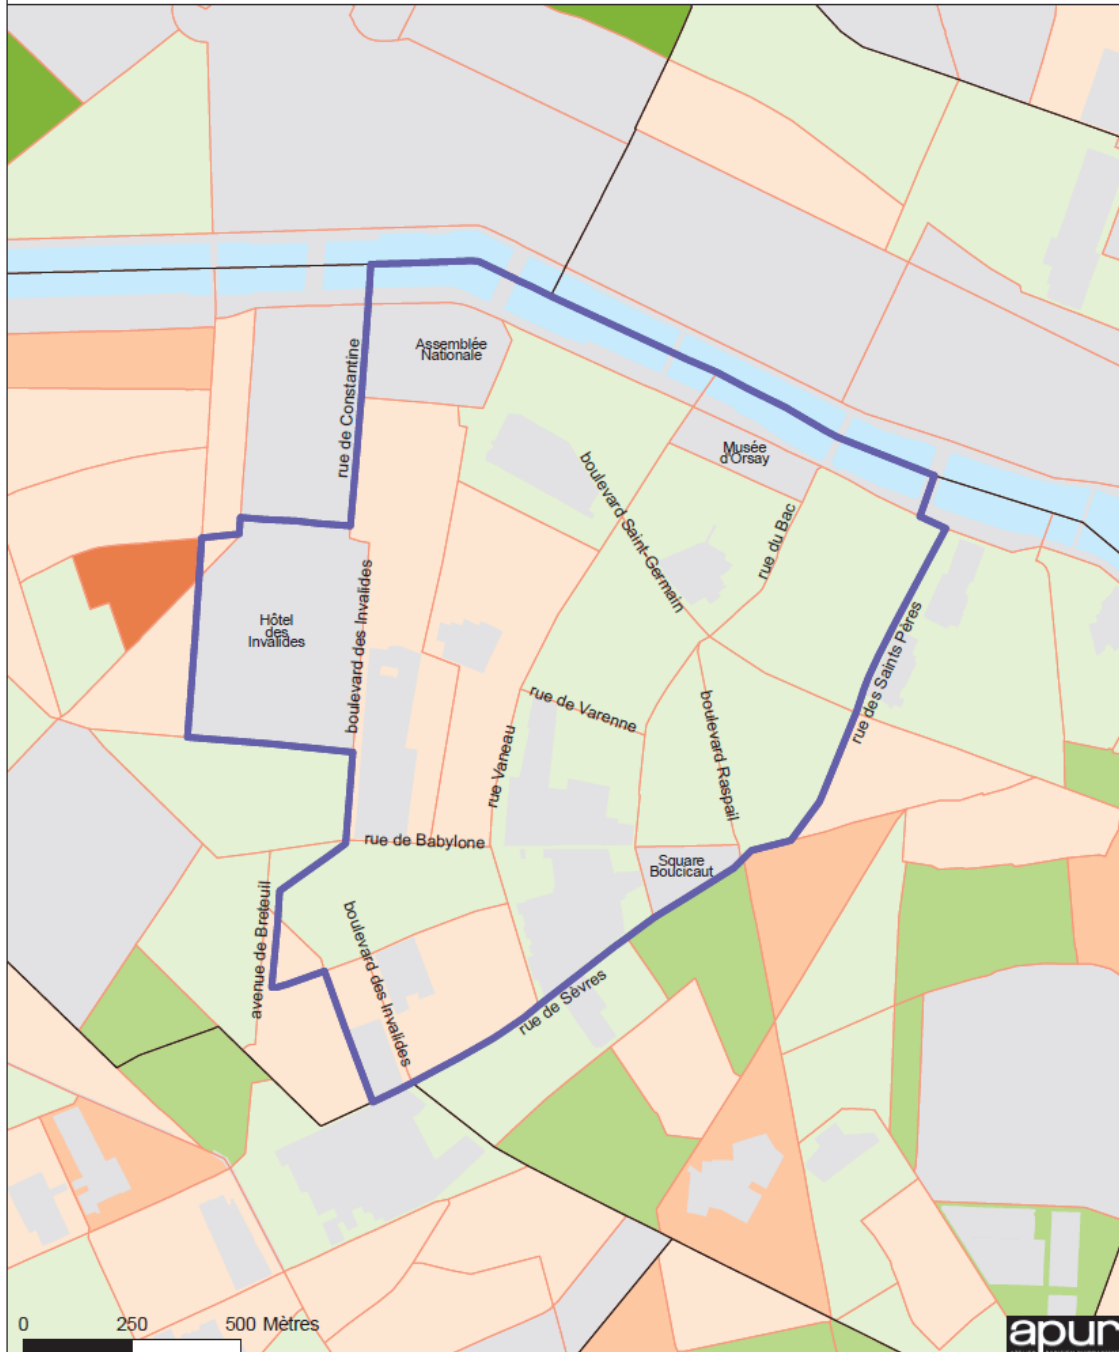 Assemblée
Nationale
rue de Constantine
Musée
d'Orsay
boulevard Saint-Germain
rue du Bac
Hôtel
des
Invalides
boulevard des Invalides
rue des Saints Pères
rue de Varenne
boulevard Raspail
rue Vaneau
rue de Babylone
Square
Boucicaut
avenue de Breteuil
boulevard des Invalides
rue de Sèvres
0 250 500 Mètres
apur